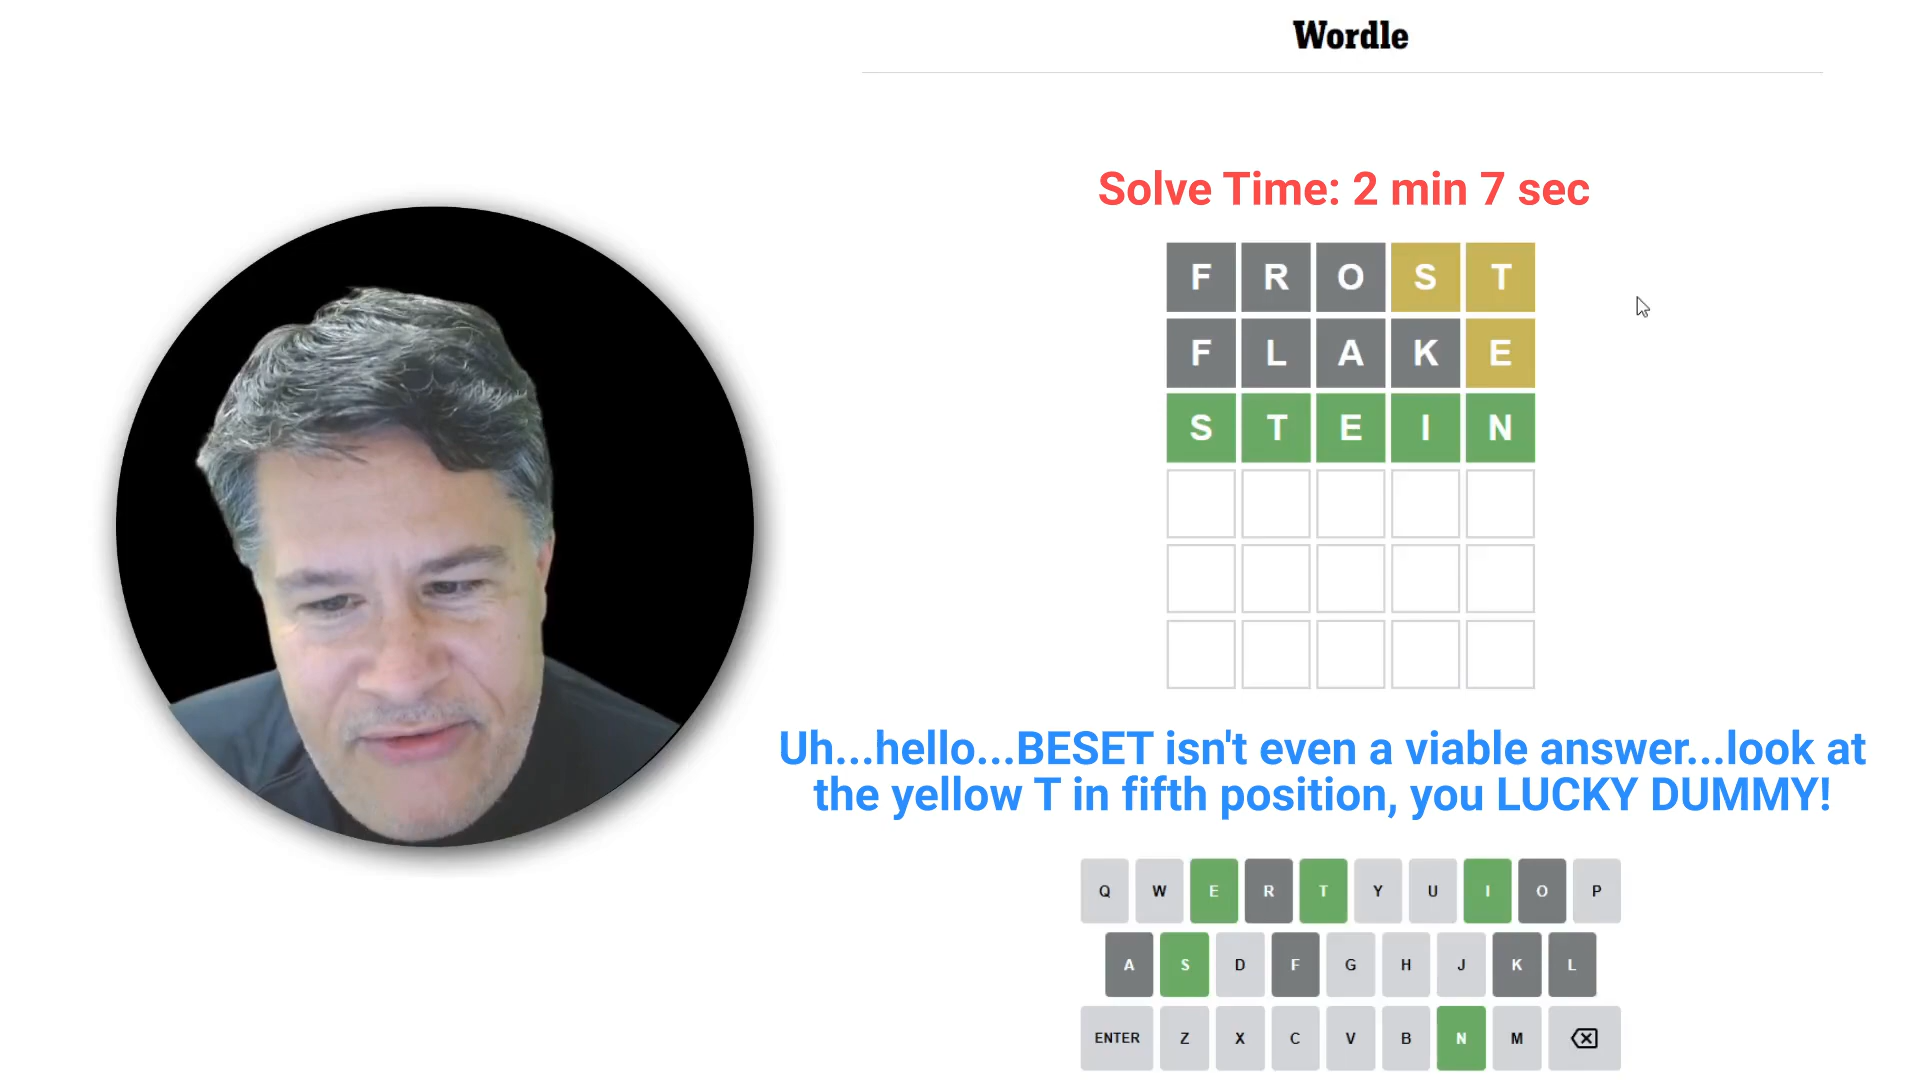 Wordle
Solve Time: 2 min 7 sec
F R O S T
F L A K E
S T E I N
Uh...hello...BESET isn't even a viable answer...look at
the yellow T in fifth position, you LUCKY DUMMY!
Q W E R T Y U I O P
A S D F G H J K L
ENTER Z X C V B N M